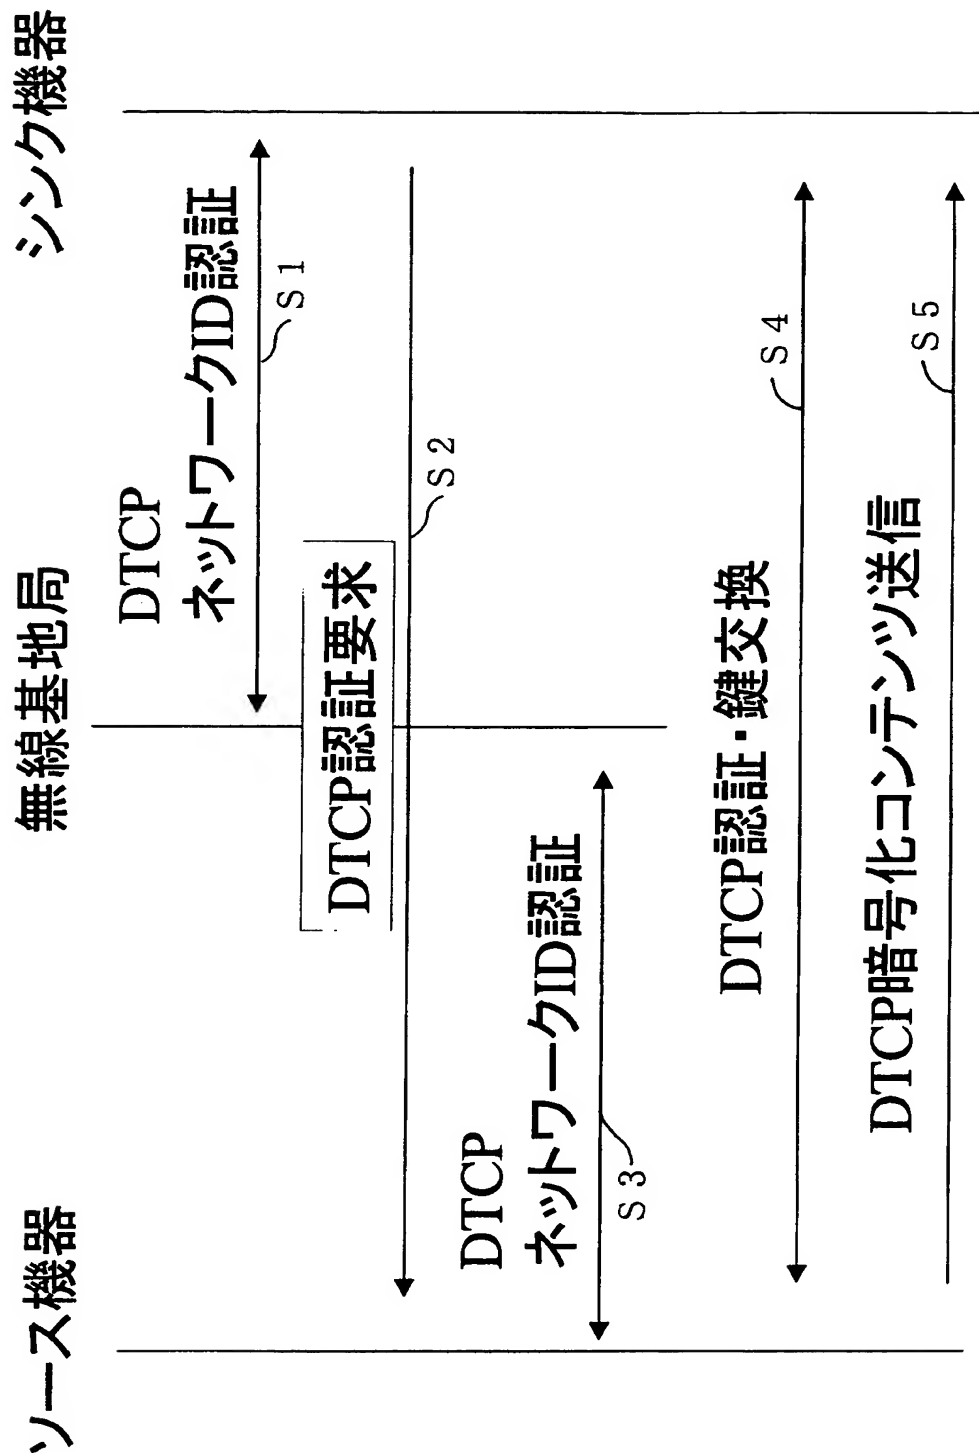 ソース機器
無線基地局
シンク機器
DTCP
ネットワークID認証
S1
DTCP認証要求
S2
DTCP
ネットワークID認証
S3
DTCP認証・鍵交換
S4
DTCP暗号化コンテンツ送信
S5